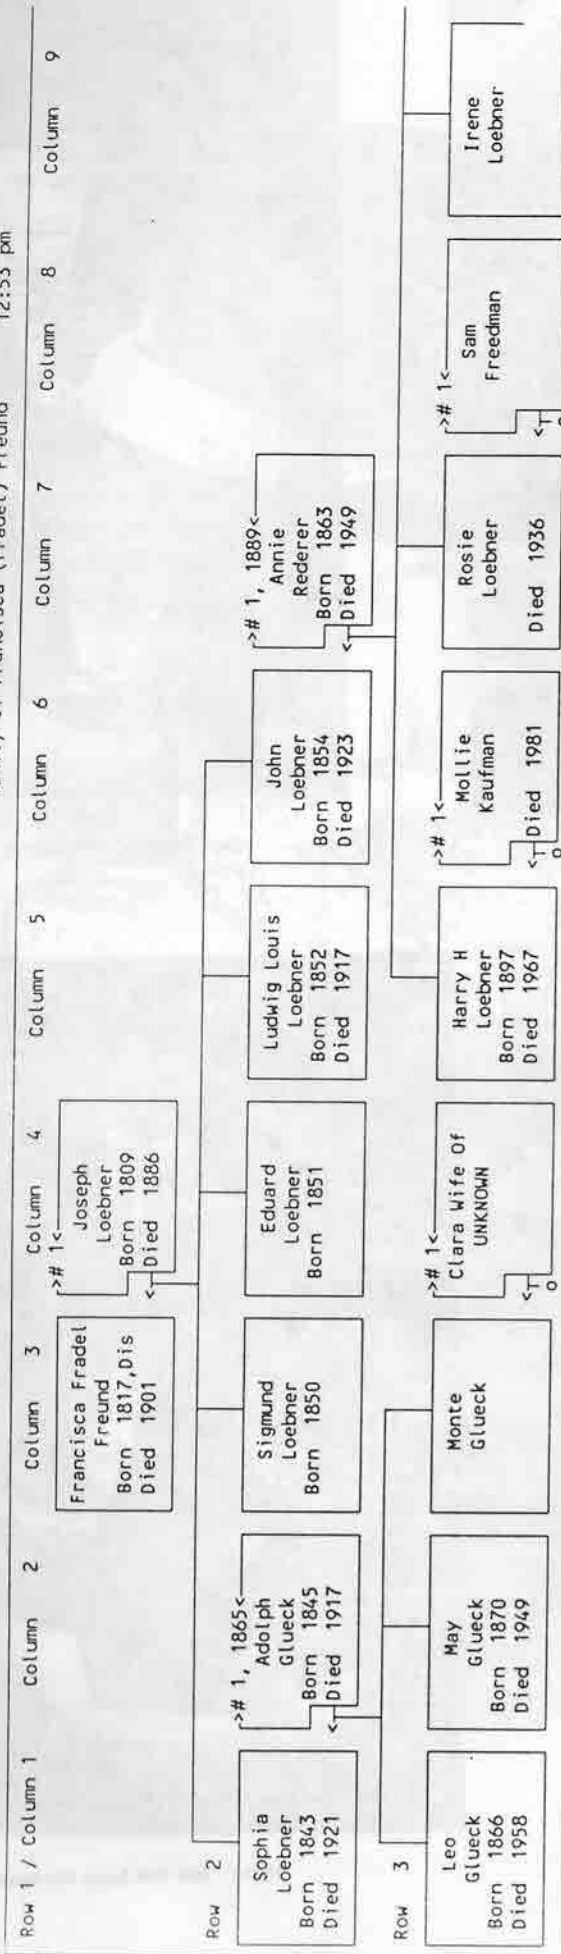 (Fradel) Freund 12:53 pm
Row 1 / Column 1 Column 2 Column 3 Column 4 Column 5 Column 6 Column 7 Column 8 Column 9
Francisca Fradel
Freund
Born 1817,Dis
Died 1901
># 1<
Joseph
Loebner
Born 1809
Died 1886
<
Row 2
Sophia
Loebner
Born 1843
Died 1921
># 1, 1865<
Adolph
Glueck
Born 1845
Died 1917
<
Sigmund
Loebner
Born 1850
Eduard
Loebner
Born 1851
Ludwig Louis
Loebner
Born 1852
Died 1917
John
Loebner
Born 1854
Died 1923
># 1, 1889<
Annie
Rederer
Born 1863
Died 1949
<
Row 3
Leo
Glueck
Born 1866
Died 1958
May
Glueck
Born 1870
Died 1949
Monte
Glueck
># 1<
Clara Wife Of
UNKNOWN
<T
O
Harry H
Loebner
Born 1897
Died 1967
># 1<
Mollie
Kaufman
Died 1981
<T
O
Rosie
Loebner
Died 1936
># 1<
Sam
Freedman
<T
O
Irene
Loebner